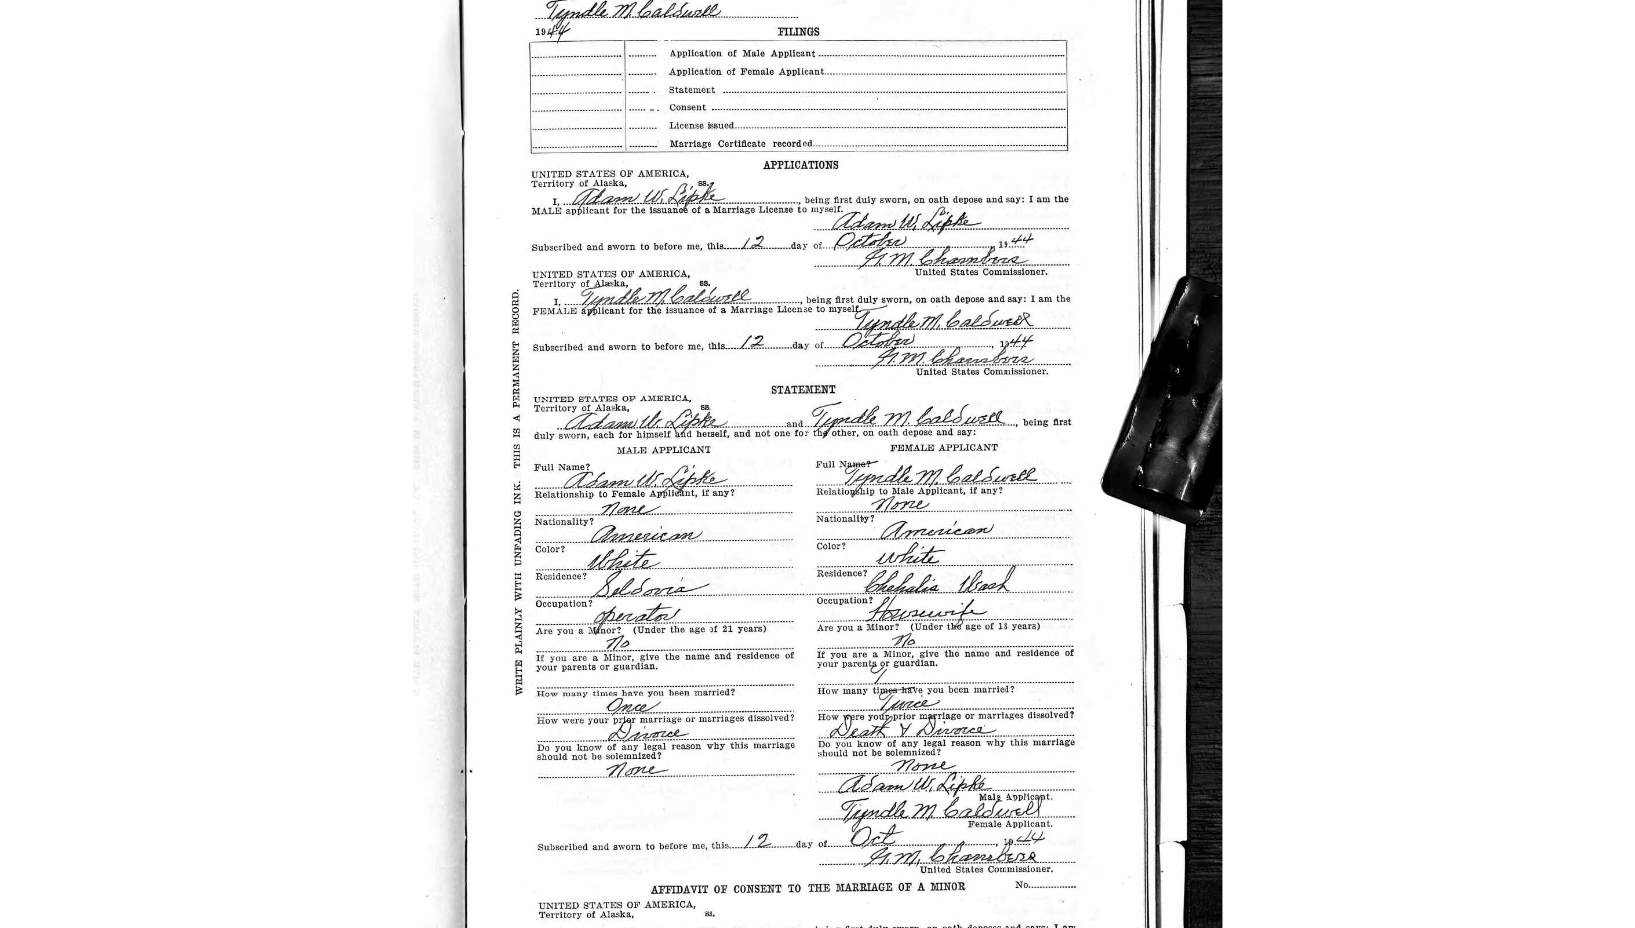 Tyndle M. Caldwell
1944
FILINGS
Application of Male Applicant
Application of Female Applicant
Statement
Consent
License issued
Marriage Certificate recorded
APPLICATIONS
UNITED STATES OF AMERICA,
Territory of Alaska, ss.
I, Adam W. Lipke, being first duly sworn, on oath depose and say: I am the
MALE applicant for the issuance of a Marriage License to myself.
Adam W. Lipke
Subscribed and sworn to before me, this 12 day of October, 1944
G.M. Chambers
United States Commissioner.
UNITED STATES OF AMERICA,
Territory of Alaska, ss.
I, Tyndle M. Caldwell, being first duly sworn, on oath depose and say: I am the
FEMALE applicant for the issuance of a Marriage License to myself.
Tyndle M. Caldwell
Subscribed and sworn to before me, this 12 day of October, 1944
G.M. Chambers
United States Commissioner.
STATEMENT
UNITED STATES OF AMERICA,
Territory of Alaska, ss.
Adam W. Lipke and Tyndle M Caldwell, being first
duly sworn, each for himself and herself, and not one for the other, on oath depose and say:
MALE APPLICANT
Full Name?
Adam W. Lipke
Relationship to Female Applicant, if any?
None
Nationality?
American
Color?
White
Residence?
Seldovia
Occupation?
operator
Are you a Minor? (Under the age of 21 years)
No
If you are a Minor, give the name and residence of
your parents or guardian.
How many times have you been married?
Once
How were your prior marriage or marriages dissolved?
Divorce
Do you know of any legal reason why this marriage
should not be solemnized?
None
FEMALE APPLICANT
Full Name?
Tyndle M. Caldwell
Relationship to Male Applicant, if any?
None
Nationality?
American
Color?
White
Residence?
Chehalis Wash
Occupation?
Housewife
Are you a Minor? (Under the age of 18 years)
No
If you are a Minor, give the name and residence of
your parents or guardian.
How many times have you been married?
Twice
How were your prior marriage or marriages dissolved?
Death & Divorce
Do you know of any legal reason why this marriage
should not be solemnized?
None
Adam W. Lipke
Male Applicant.
Tyndle M Caldwell
Female Applicant.
Subscribed and sworn to before me, this 12 day of Oct, 1944
G.M. Chambers
United States Commissioner.
AFFIDAVIT OF CONSENT TO THE MARRIAGE OF A MINOR No.
UNITED STATES OF AMERICA,
Territory of Alaska, ss.
being first duly sworn, on oath deposes and say: I am
WRITE PLAINLY WITH UNFADING INK. THIS IS A PERMANENT RECORD.